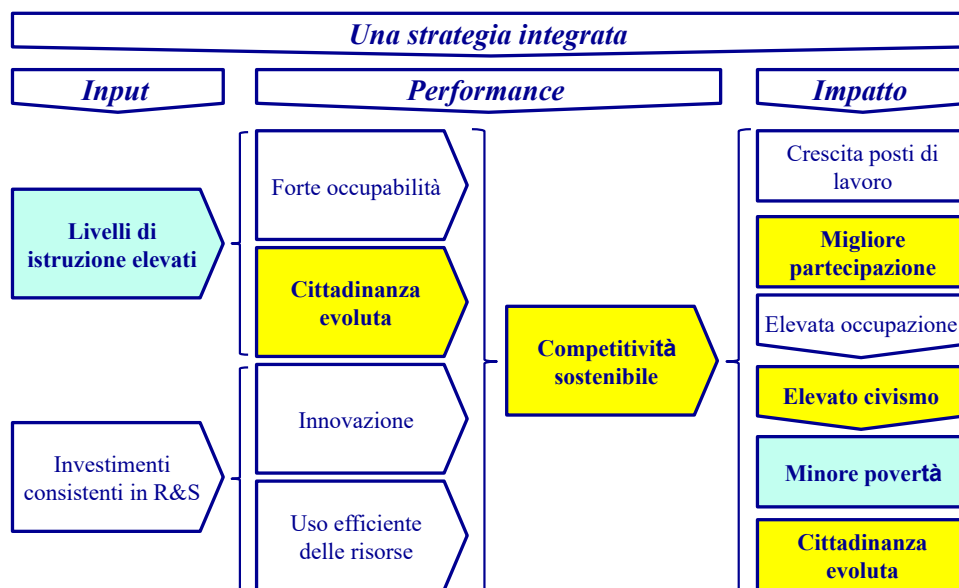 Una strategia integrata
Input
Performance
Impatto
Livelli di
istruzione elevati
Investimenti
consistenti in R&S
Forte occupabilità
Cittadinanza
evoluta
Innovazione
Uso efficiente
delle risorse
Competitività
sostenibile
Crescita posti di
lavoro
Migliore
partecipazione
Elevata occupazione
Elevato civismo
Minore povertà
Cittadinanza
evoluta